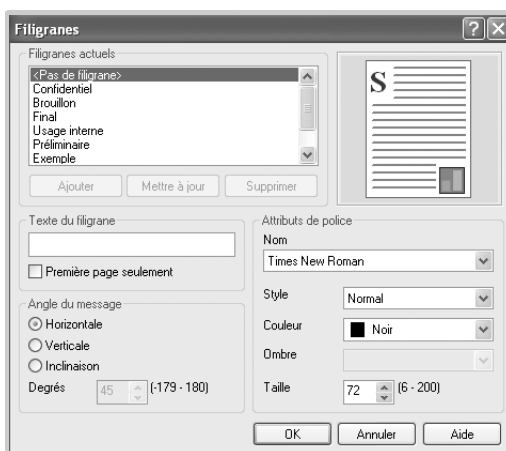 Filigranes
Filigranes actuels
<Pas de filigrane>
Confidentiel
Brouillon
Final
Usage interne
Préliminaire
Exemple
Ajouter
Mettre à jour
Supprimer
S
Texte du filigrane
Première page seulement
Angle du message
Horizontale
Verticale
Inclinaison
Degrés 45 (-179 - 180)
Attributs de police
Nom
Times New Roman
Style Normal
Couleur Noir
Ombre
Taille 72 (6 - 200)
OK Annuler Aide